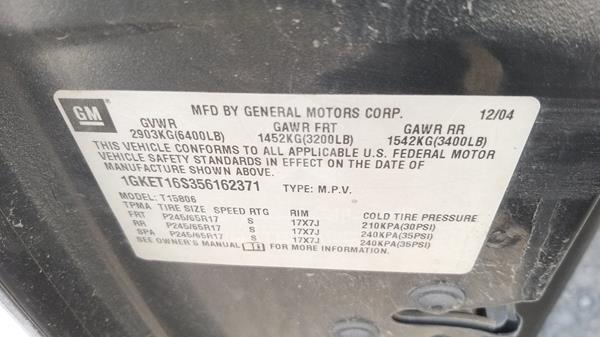 GM
MFD BY GENERAL MOTORS CORP. 12/04
GVWR GAWR FRT GAWR RR
2903KG(6400LB) 1452KG(3200LB) 1542KG(3400LB)
THIS VEHICLE CONFORMS TO ALL APPLICABLE U.S. FEDERAL MOTOR
VEHICLE SAFETY STANDARDS IN EFFECT ON THE DATE OF
MANUFACTURE SHOWN ABOVE.
1GKET16S356162371 TYPE: M.P.V.
MODEL: T15806
TPMA TIRE SIZE SPEED RTG RIM COLD TIRE PRESSURE
FRT P245/65R17 S 17X7J 210KPA(30PSI)
RR P245/65R17 S 17X7J 240KPA(35PSI)
SPA P245/65R17 S 17X7J 240KPA(35PSI)
SEE OWNER'S MANUAL FOR MORE INFORMATION.